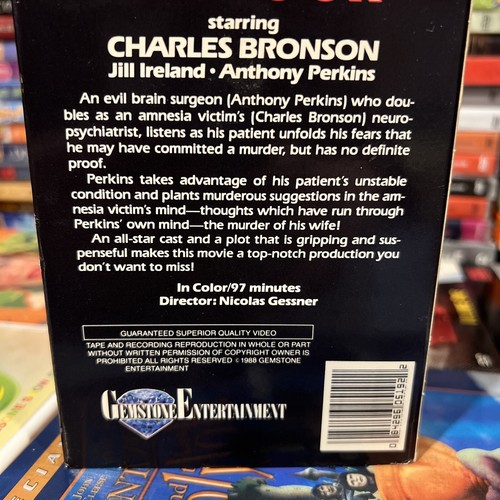 starring
CHARLES BRONSON
Jill Ireland • Anthony Perkins
An evil brain surgeon (Anthony Perkins) who dou-
bles as an amnesia victim's (Charles Bronson) neuro-
psychiatrist, listens as his patient unfolds his fears that
he may have committed a murder, but has no definite
proof.
Perkins takes advantage of his patient's unstable
condition and plants murderous suggestions in the am-
nesia victim's mind—thoughts which have run through
Perkins' own mind—the murder of his wife!
An all-star cast and a plot that is gripping and sus-
penseful makes this movie a top-notch production you
don't want to miss!
In Color/97 minutes
Director: Nicolas Gessner
GUARANTEED SUPERIOR QUALITY VIDEO
TAPE AND RECORDING REPRODUCTION IN WHOLE OR PART
WITHOUT WRITTEN PERMISSION OF COPYRIGHT OWNER IS
PROHIBITED ALL RIGHTS RESERVED © 1988 GEMSTONE
ENTERTAINMENT
GEMSTONE ENTERTAINMENT